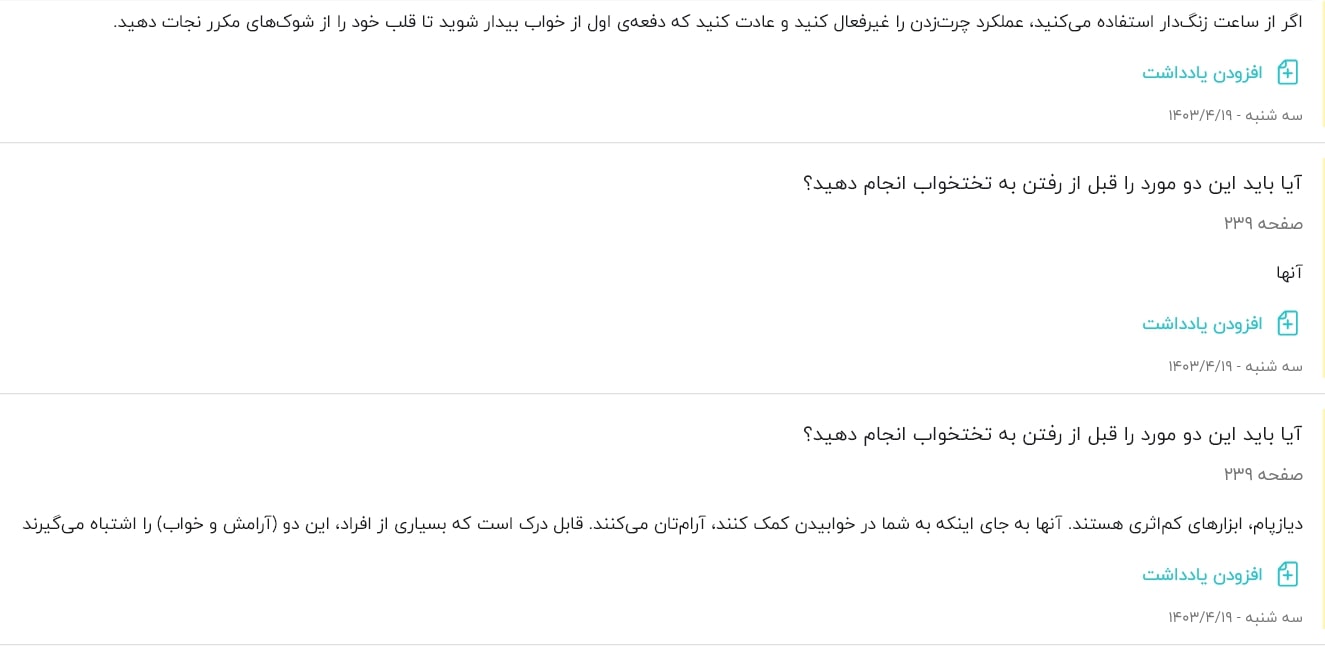 اگر از ساعت زنگ‌دار استفاده می‌کنید، عملکرد چرت‌زدن را غیرفعال کنید و عادت کنید که دفعه‌ی اول از خواب بیدار شوید تا قلب خود را از شوک‌های مکرر نجات دهید.
افزودن یادداشت
سه شنبه - ۱۴۰۳/۴/۱۹
آیا باید این دو مورد را قبل از رفتن به تختخواب انجام دهید؟
صفحه ۲۳۹
آنها
افزودن یادداشت
سه شنبه - ۱۴۰۳/۴/۱۹
آیا باید این دو مورد را قبل از رفتن به تختخواب انجام دهید؟
صفحه ۲۳۹
دیازپام، ابزارهای کم‌اثری هستند. آنها به جای اینکه به شما در خوابیدن کمک کنند، آرام‌تان می‌کنند. قابل درک است که بسیاری از افراد، این دو (آرامش و خواب) را اشتباه می‌گیرند
افزودن یادداشت
سه شنبه - ۱۴۰۳/۴/۱۹